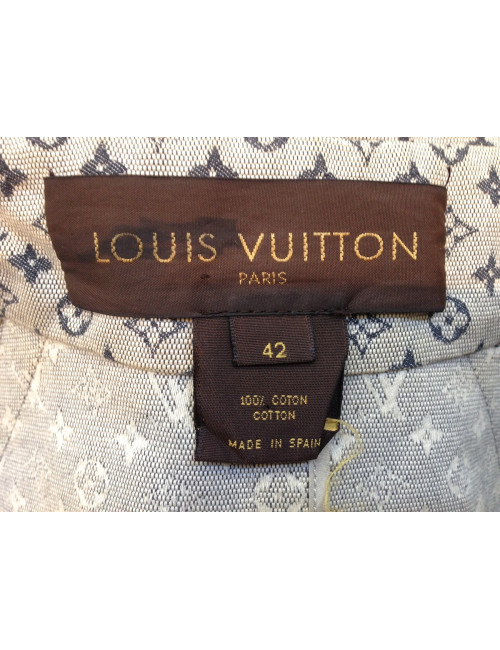 LOUIS VUITTON
PARIS
42
100% COTON
COTTON
MADE IN SPAIN